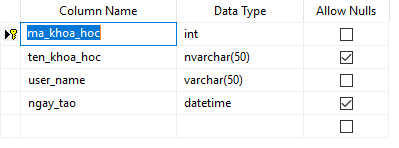 Column Name Data Type Allow Nulls
ma_khoa_hoc int
ten_khoa_hoc nvarchar(50)
user_name varchar(50)
ngay_tao datetime